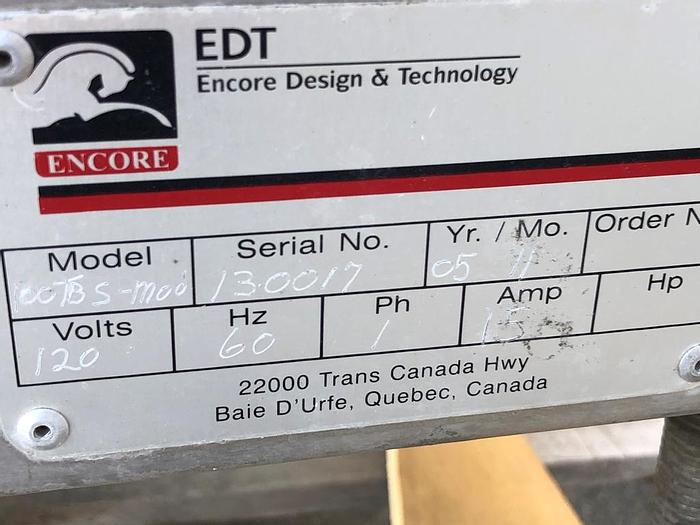 EDT
Encore Design & Technology
ENCORE
Model Serial No. Yr. / Mo. Order N
100TBS-mod 130017 05 11
Volts Hz Ph Amp Hp
120 60 1 15
22000 Trans Canada Hwy
Baie D'Urfe, Quebec, Canada